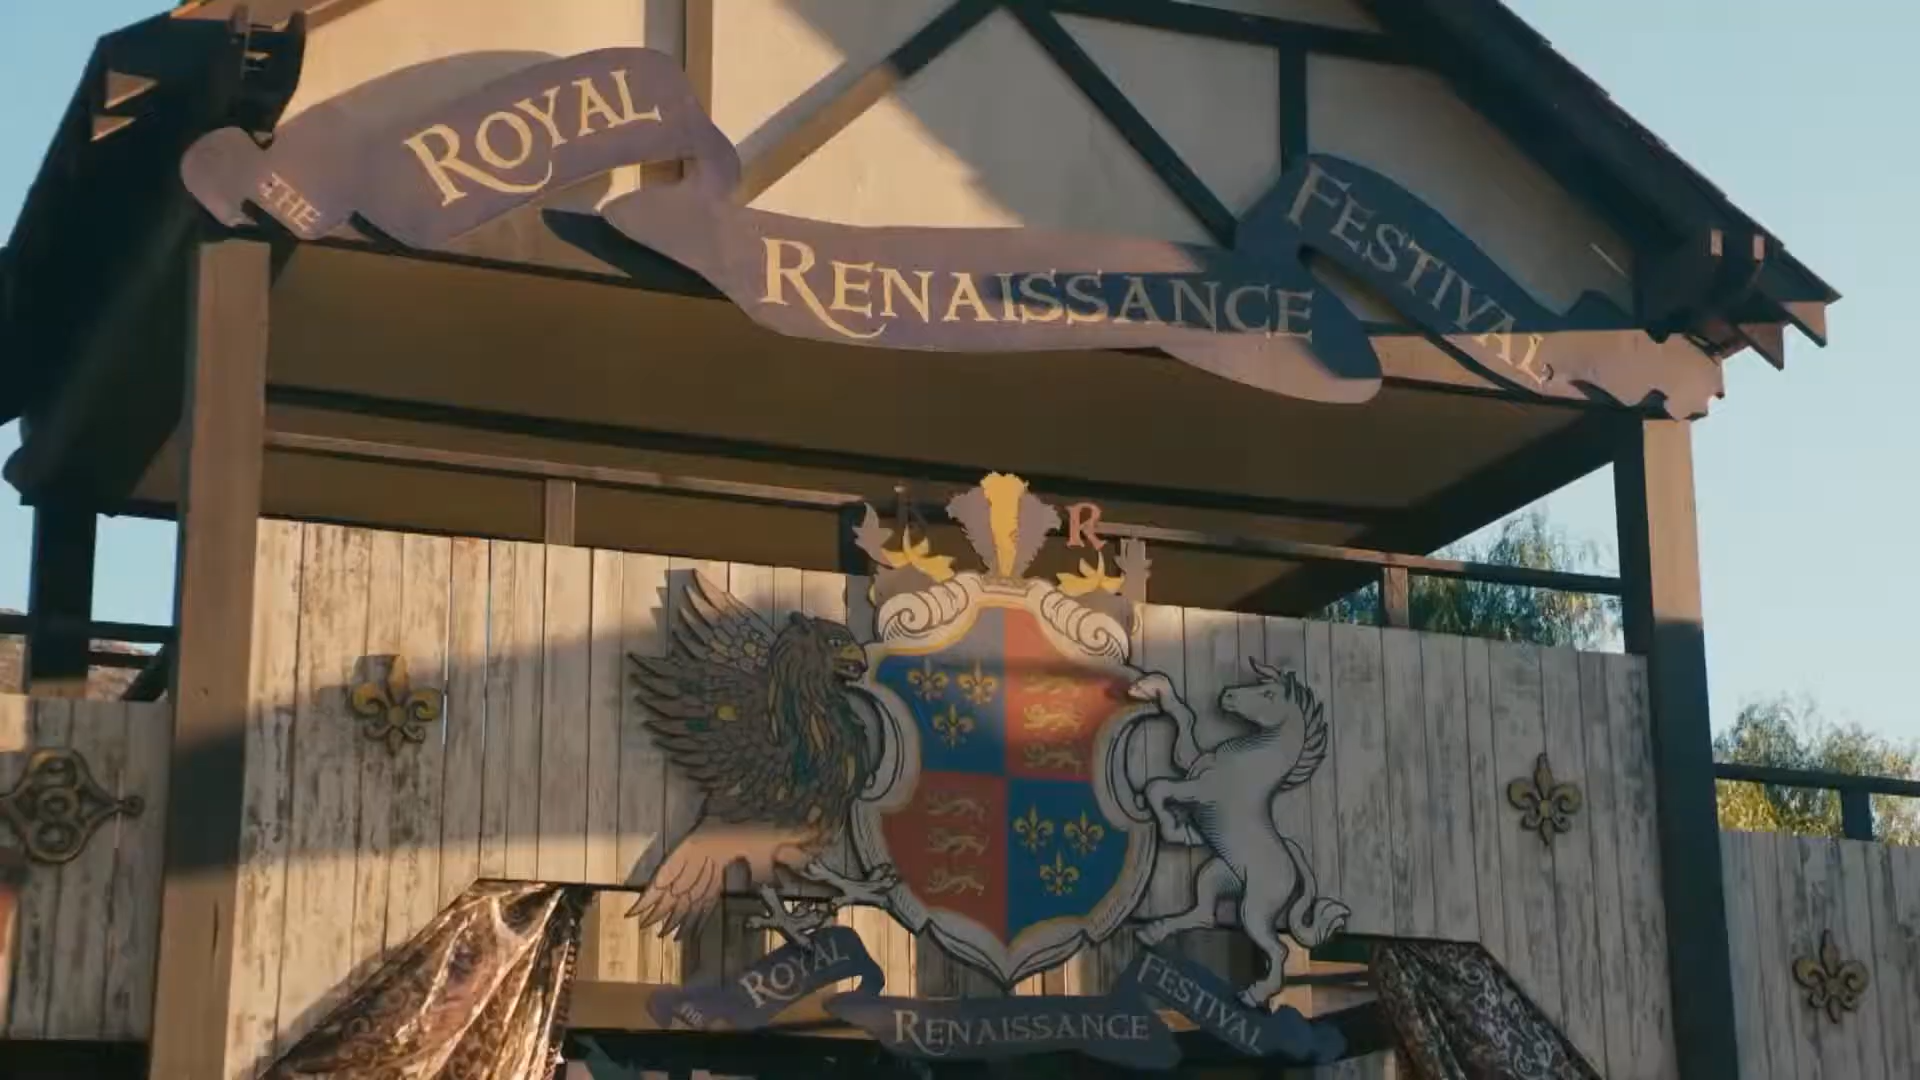 THE ROYAL
RENAISSANCE
FESTIVAL
R R
THE ROYAL
RENAISSANCE
FESTIVAL